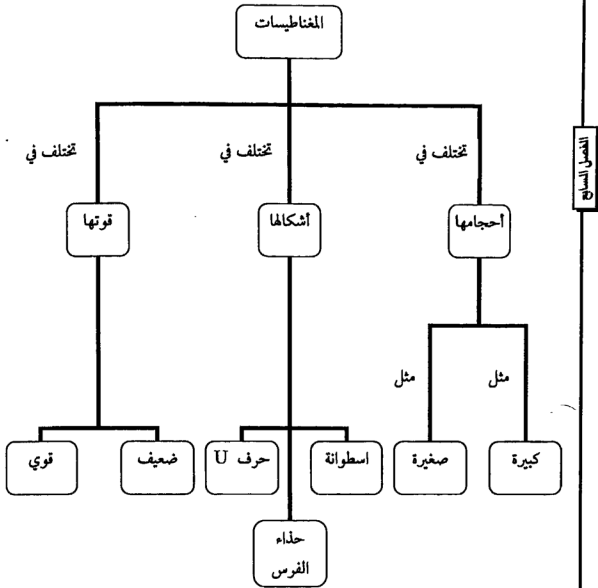 المغناطيسات
الفصل السابع
تختلف في
تختلف في
تختلف في
أحجامها
أشكالها
قوتها
مثل
مثل
كبيرة
صغيرة
اسطوانة
حرف U
ضعيف
قوي
حذاء
الفرس